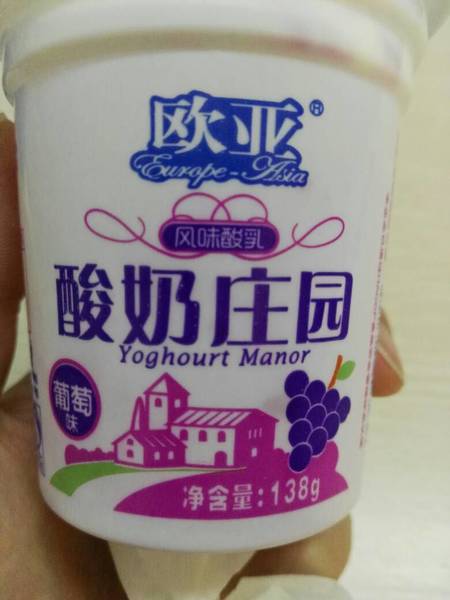 欧亚®
Europe-Asia
风味酸乳
酸奶庄园
Yoghourt Manor
葡萄味
净含量:138g